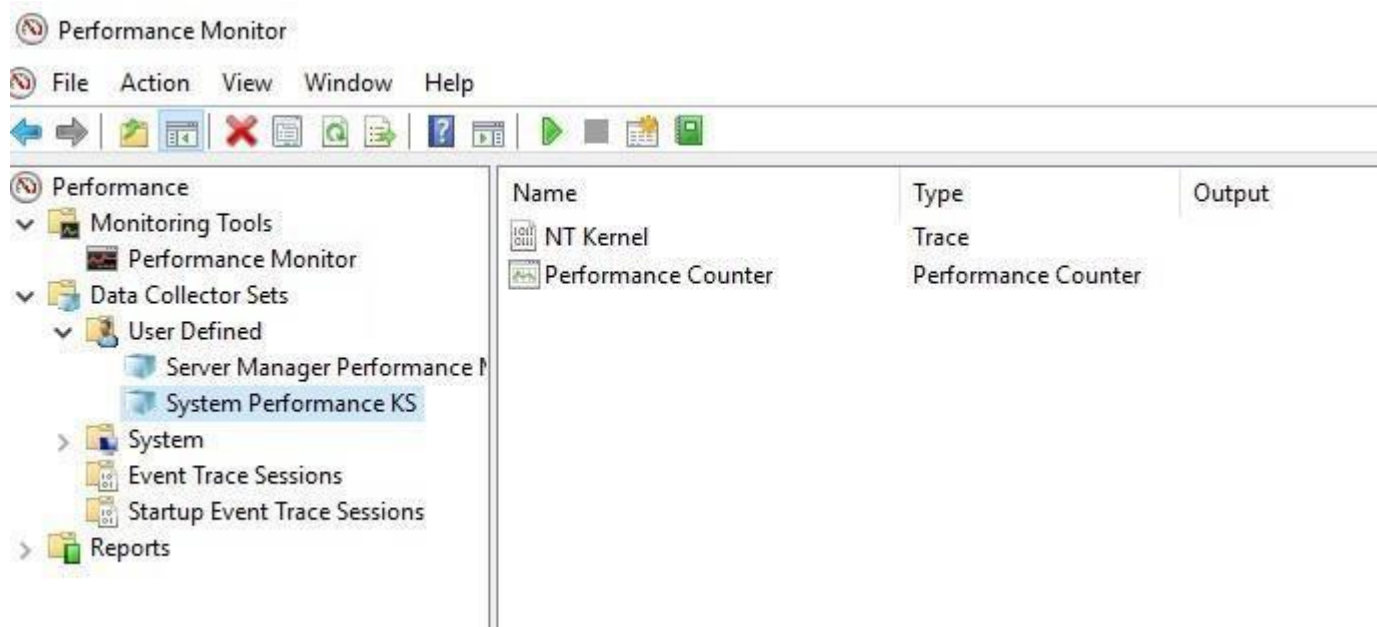 Performance Monitor
File Action View Window Help
Performance
Monitoring Tools
Performance Monitor
Data Collector Sets
User Defined
Server Manager Performance
System Performance KS
System
Event Trace Sessions
Startup Event Trace Sessions
Reports
Name Type Output
NT Kernel Trace
Performance Counter Performance Counter